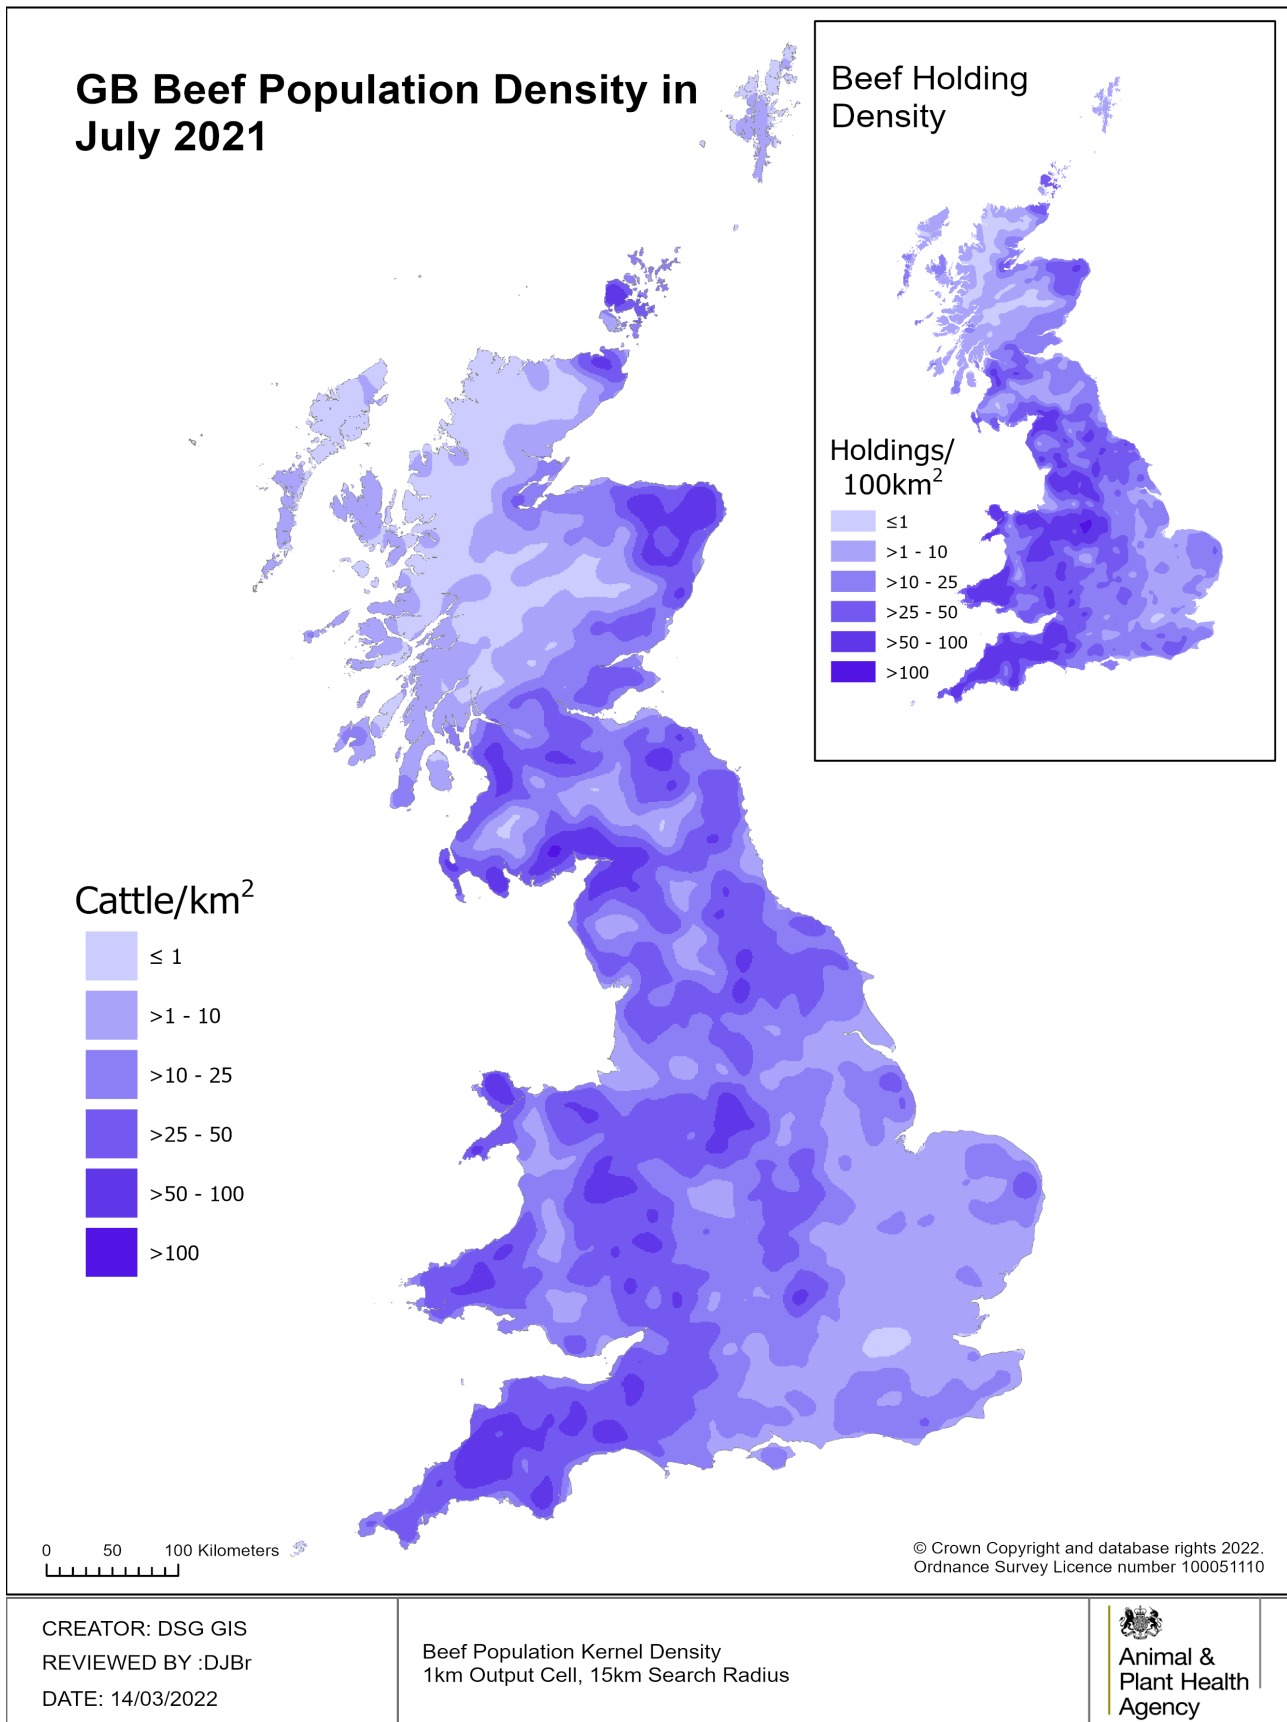 GB Beef Population Density in
July 2021
Beef Holding
Density
Holdings/
100km²
≤1
>1 - 10
>10 - 25
>25 - 50
>50 - 100
>100
Cattle/km²
≤ 1
>1 - 10
>10 - 25
>25 - 50
>50 - 100
>100
0 50 100 Kilometers
© Crown Copyright and database rights 2022.
Ordnance Survey Licence number 100051110
CREATOR: DSG GIS
REVIEWED BY :DJBr
DATE: 14/03/2022
Beef Population Kernel Density
1km Output Cell, 15km Search Radius
Animal &
Plant Health
Agency